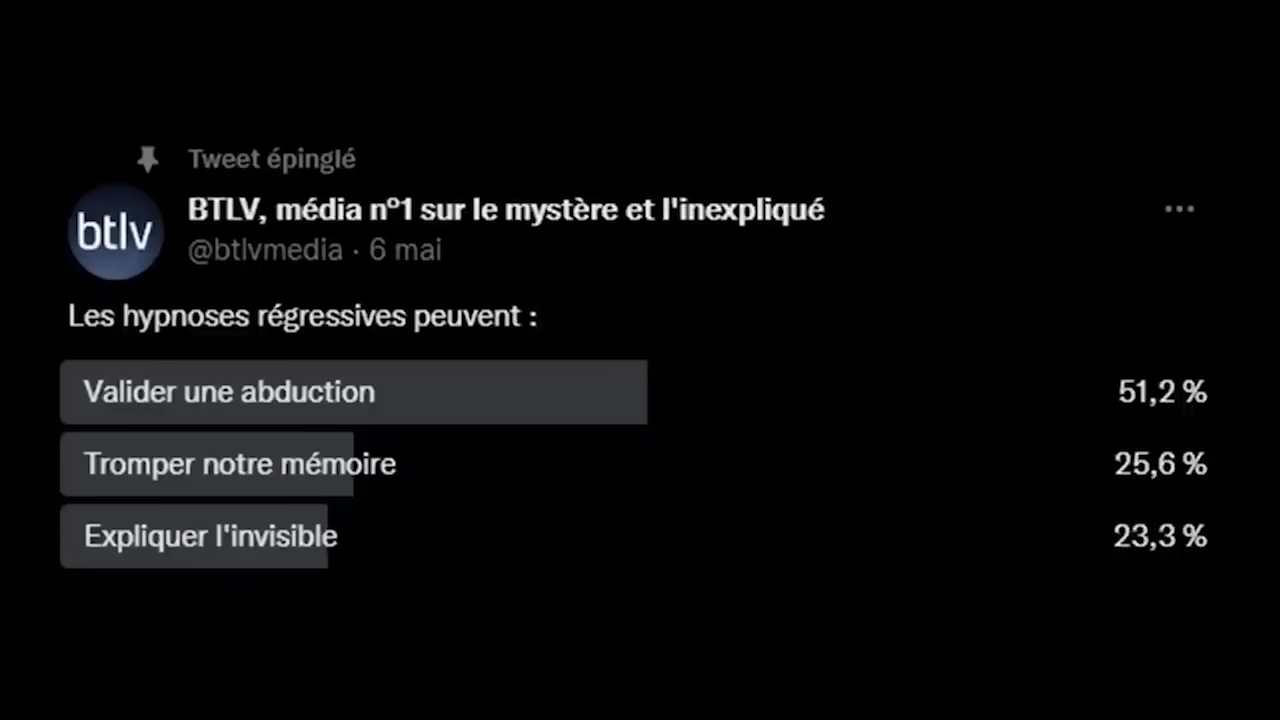 Tweet épinglé
btlv
BTLV, média nº1 sur le mystère et l'inexpliqué
@btlvmedia · 6 mai
Les hypnoses régressives peuvent :
Valider une abduction 51,2 %
Tromper notre mémoire 25,6 %
Expliquer l'invisible 23,3 %